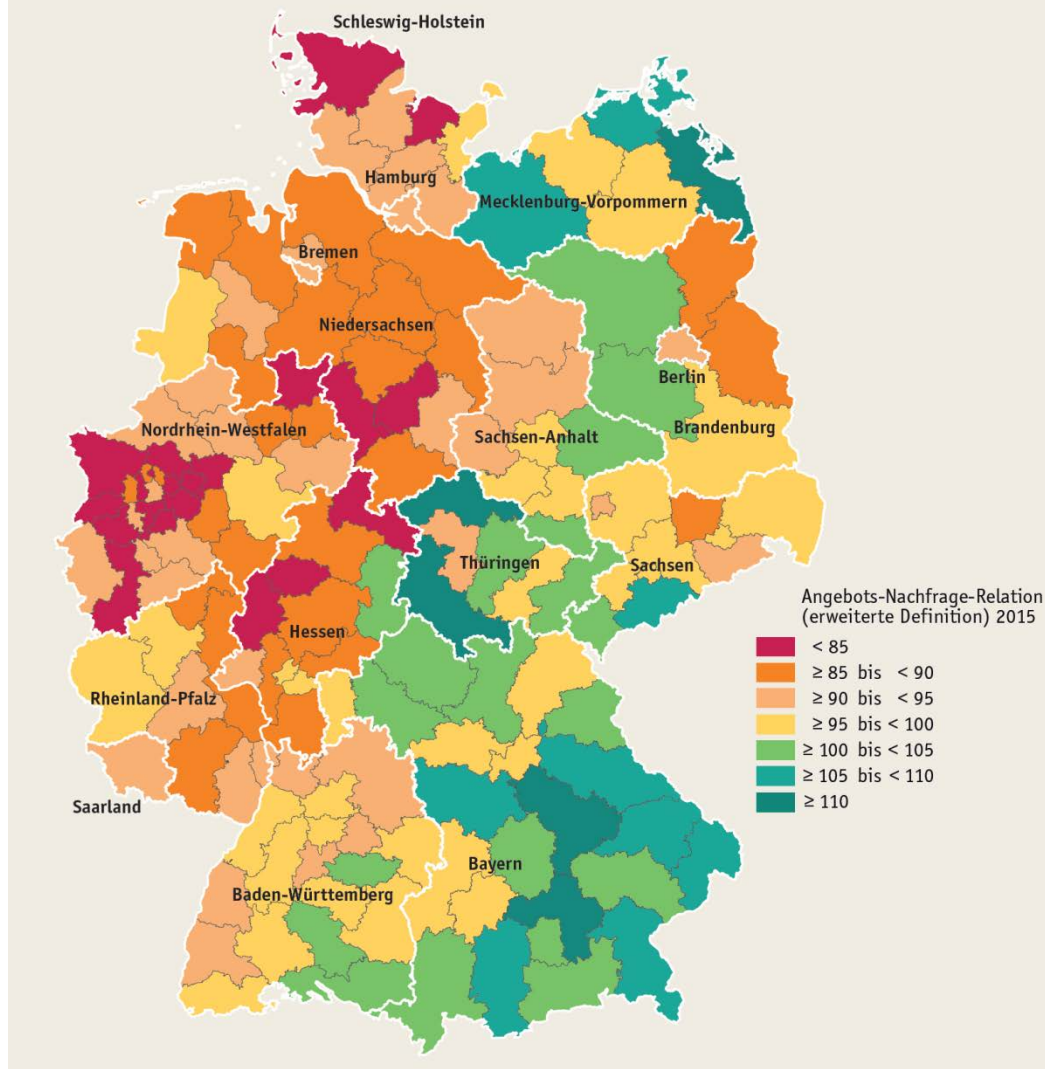 Schleswig-Holstein
Hamburg
Mecklenburg-Vorpommern
Bremen
Niedersachsen
Berlin
Brandenburg
Nordrhein-Westfalen
Sachsen-Anhalt
Thüringen
Sachsen
Hessen
Rheinland-Pfalz
Saarland
Bayern
Baden-Württemberg
Angebots-Nachfrage-Relation
(erweiterte Definition) 2015
< 85
≥ 85 bis < 90
≥ 90 bis < 95
≥ 95 bis < 100
≥ 100 bis < 105
≥ 105 bis < 110
≥ 110